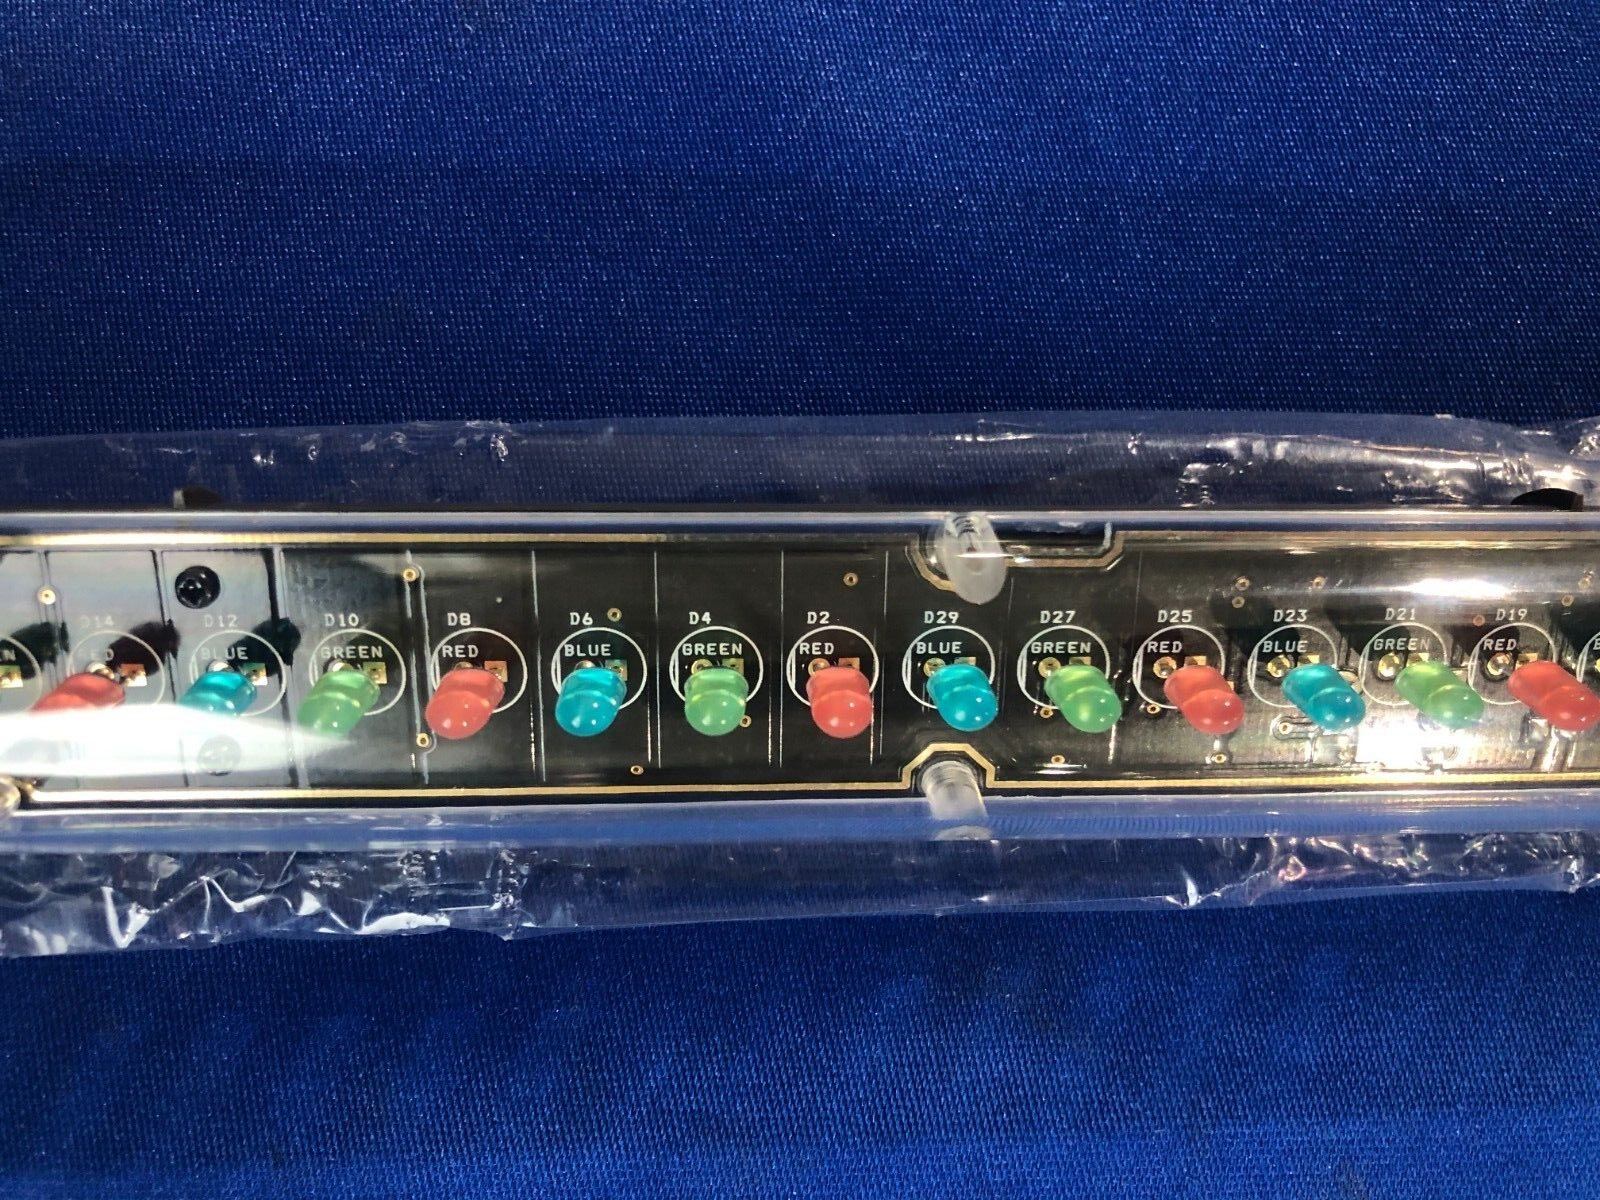 D14 D12 D10 D8 D6 D4 D2 D29 D27 D25 D23 D21 D19
RED BLUE GREEN RED BLUE GREEN RED BLUE GREEN RED BLUE GREEN RED